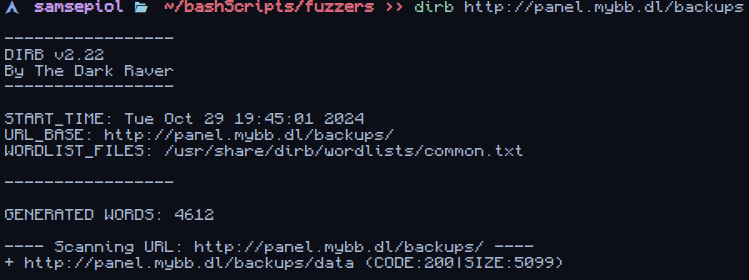 samsepiol ~/bashScripts/fuzzers >> dirb http://panel.mybb.dl/backups
-----------------
DIRB v2.22
By The Dark Raver
-----------------
START_TIME: Tue Oct 29 19:45:01 2024
URL_BASE: http://panel.mybb.dl/backups/
WORDLIST_FILES: /usr/share/dirb/wordlists/common.txt
-----------------
GENERATED WORDS: 4612
---- Scanning URL: http://panel.mybb.dl/backups/ ----
+ http://panel.mybb.dl/backups/data (CODE:200|SIZE:5099)